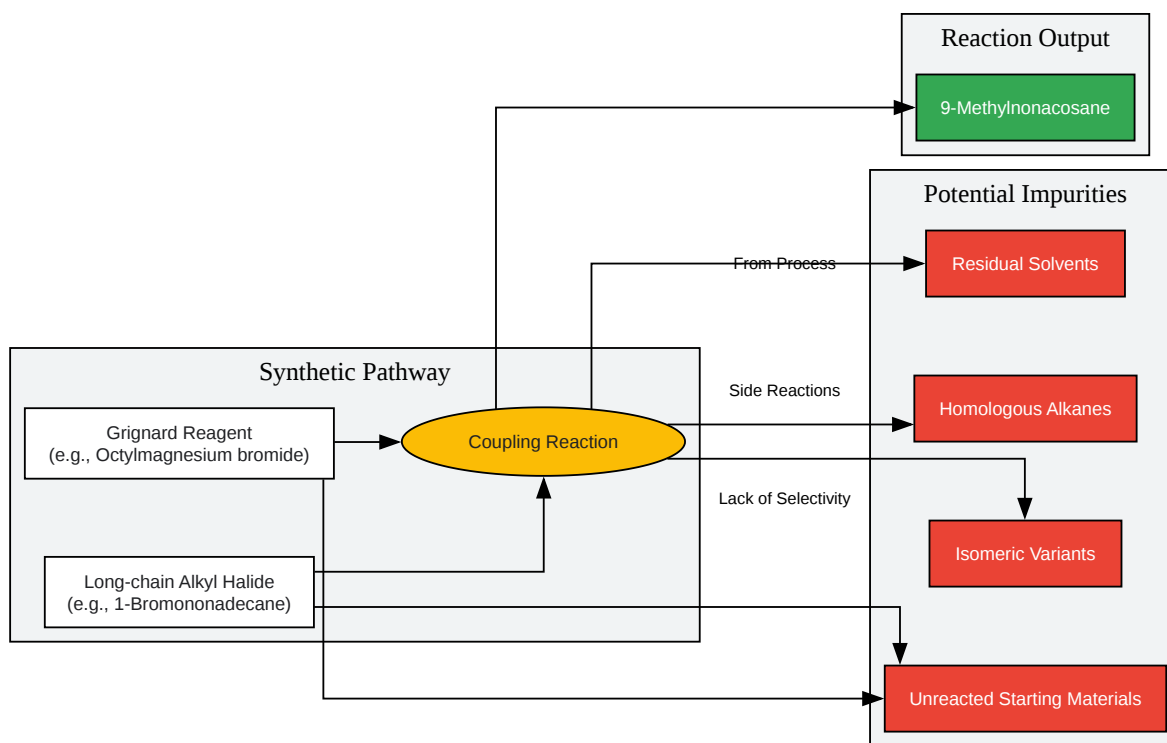 Reaction Output
9-Methylnonacosane
Potential Impurities
From Process
Residual Solvents
Synthetic Pathway
Side Reactions
Homologous Alkanes
Grignard Reagent
(e.g., Octylmagnesium bromide)
Coupling Reaction
Lack of Selectivity
Isomeric Variants
Long-chain Alkyl Halide
(e.g., 1-Bromononadecane)
Unreacted Starting Materials